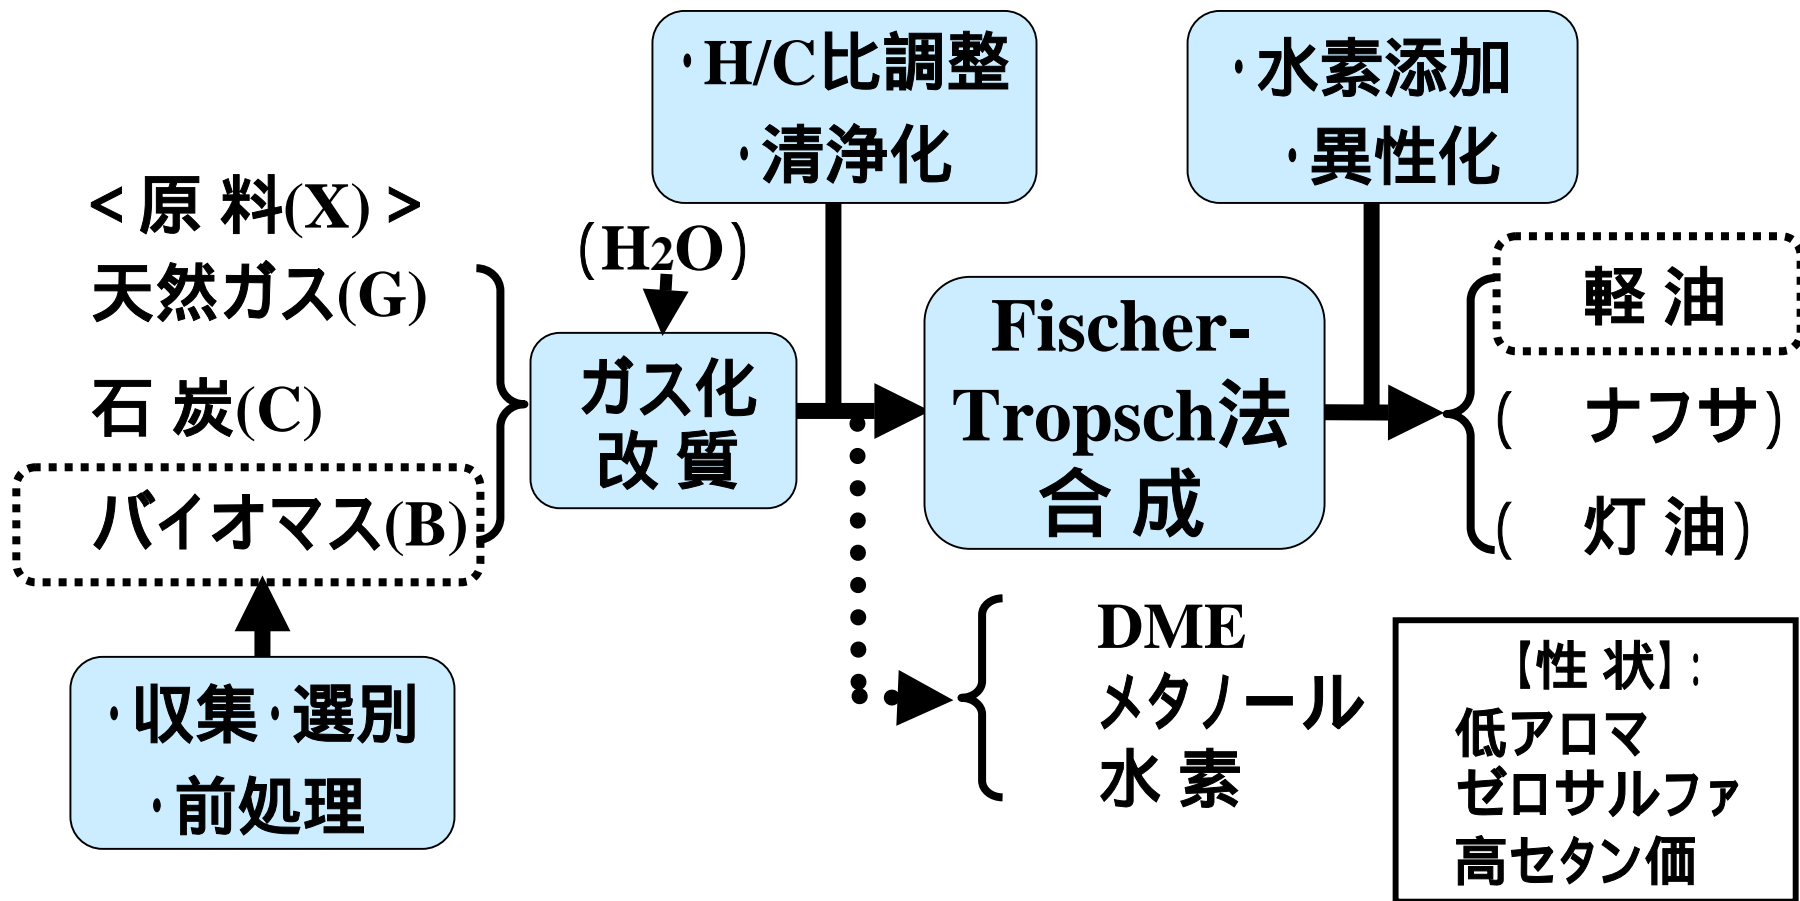 <原 料(X)>
天然ガス(G)
石 炭(C)
バイオマス(B)
・収集・選別
・前処理
(H2O)
ガス化
改 質
・H/C比調整
・清浄化
Fischer-
Tropsch法
合 成
・水素添加
・異性化
軽 油
( ナフサ)
( 灯 油)
DME
メタノール
水 素
【性 状】:
低アロマ
ゼロサルファ
高セタン価